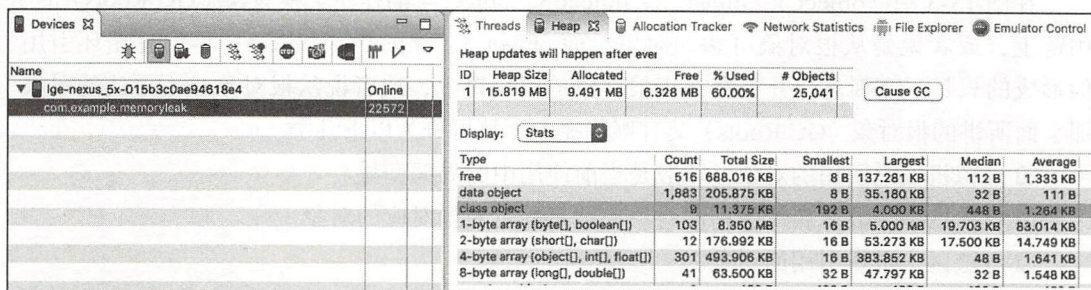 Devices
Name
lge-nexus_5x-015b3c0ae94618e4 Online
com.example.memoryleak 22572
Threads Heap Allocation Tracker Network Statistics File Explorer Emulator Control
Heap updates will happen after ever
ID Heap Size Allocated Free % Used # Objects
1 15.819 MB 9.491 MB 6.328 MB 60.00% 25,041 Cause GC
Display: Stats
Type Count Total Size Smallest Largest Median Average
free 516 688.016 KB 8 B 137.281 KB 112 B 1.333 KB
data object 1,883 205.875 KB 8 B 35.180 KB 32 B 111 B
class object 9 11.375 KB 192 B 4.000 KB 448 B 1.264 KB
1-byte array (byte[], boolean[]) 103 8.350 MB 16 B 5.000 MB 19.703 KB 83.014 KB
2-byte array (short[], char[]) 12 176.992 KB 16 B 53.273 KB 17.500 KB 14.749 KB
4-byte array (object[], int[], float[]) 301 493.906 KB 16 B 383.852 KB 48 B 1.641 KB
8-byte array (long[], double[]) 41 63.500 KB 32 B 47.797 KB 32 B 1.548 KB